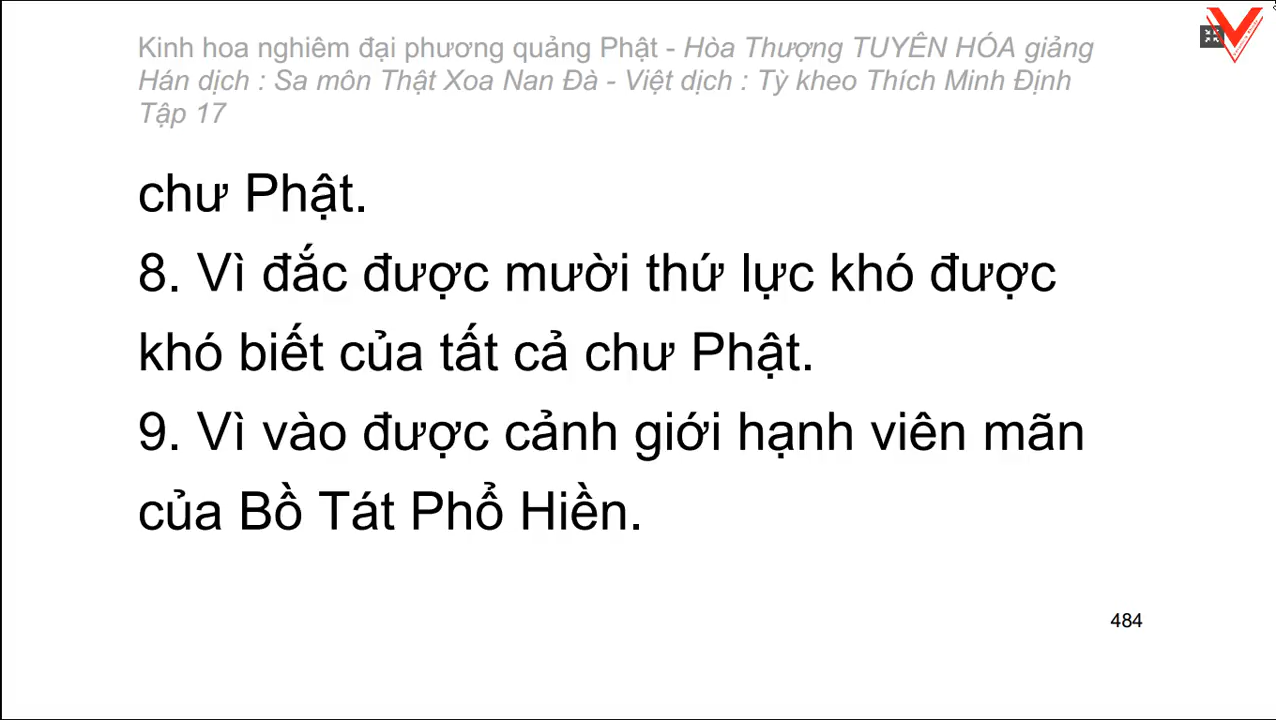 Kinh hoa nghiêm đại phương quảng Phật - Hòa Thượng TUYÊN HÓA giảng
Hán dịch : Sa môn Thật Xoa Nan Đà - Việt dịch : Tỳ kheo Thích Minh Định
Tập 17
chư Phật.
8. Vì đắc được mười thứ lực khó được
khó biết của tất cả chư Phật.
9. Vì vào được cảnh giới hạnh viên mãn
của Bồ Tát Phổ Hiền.
484